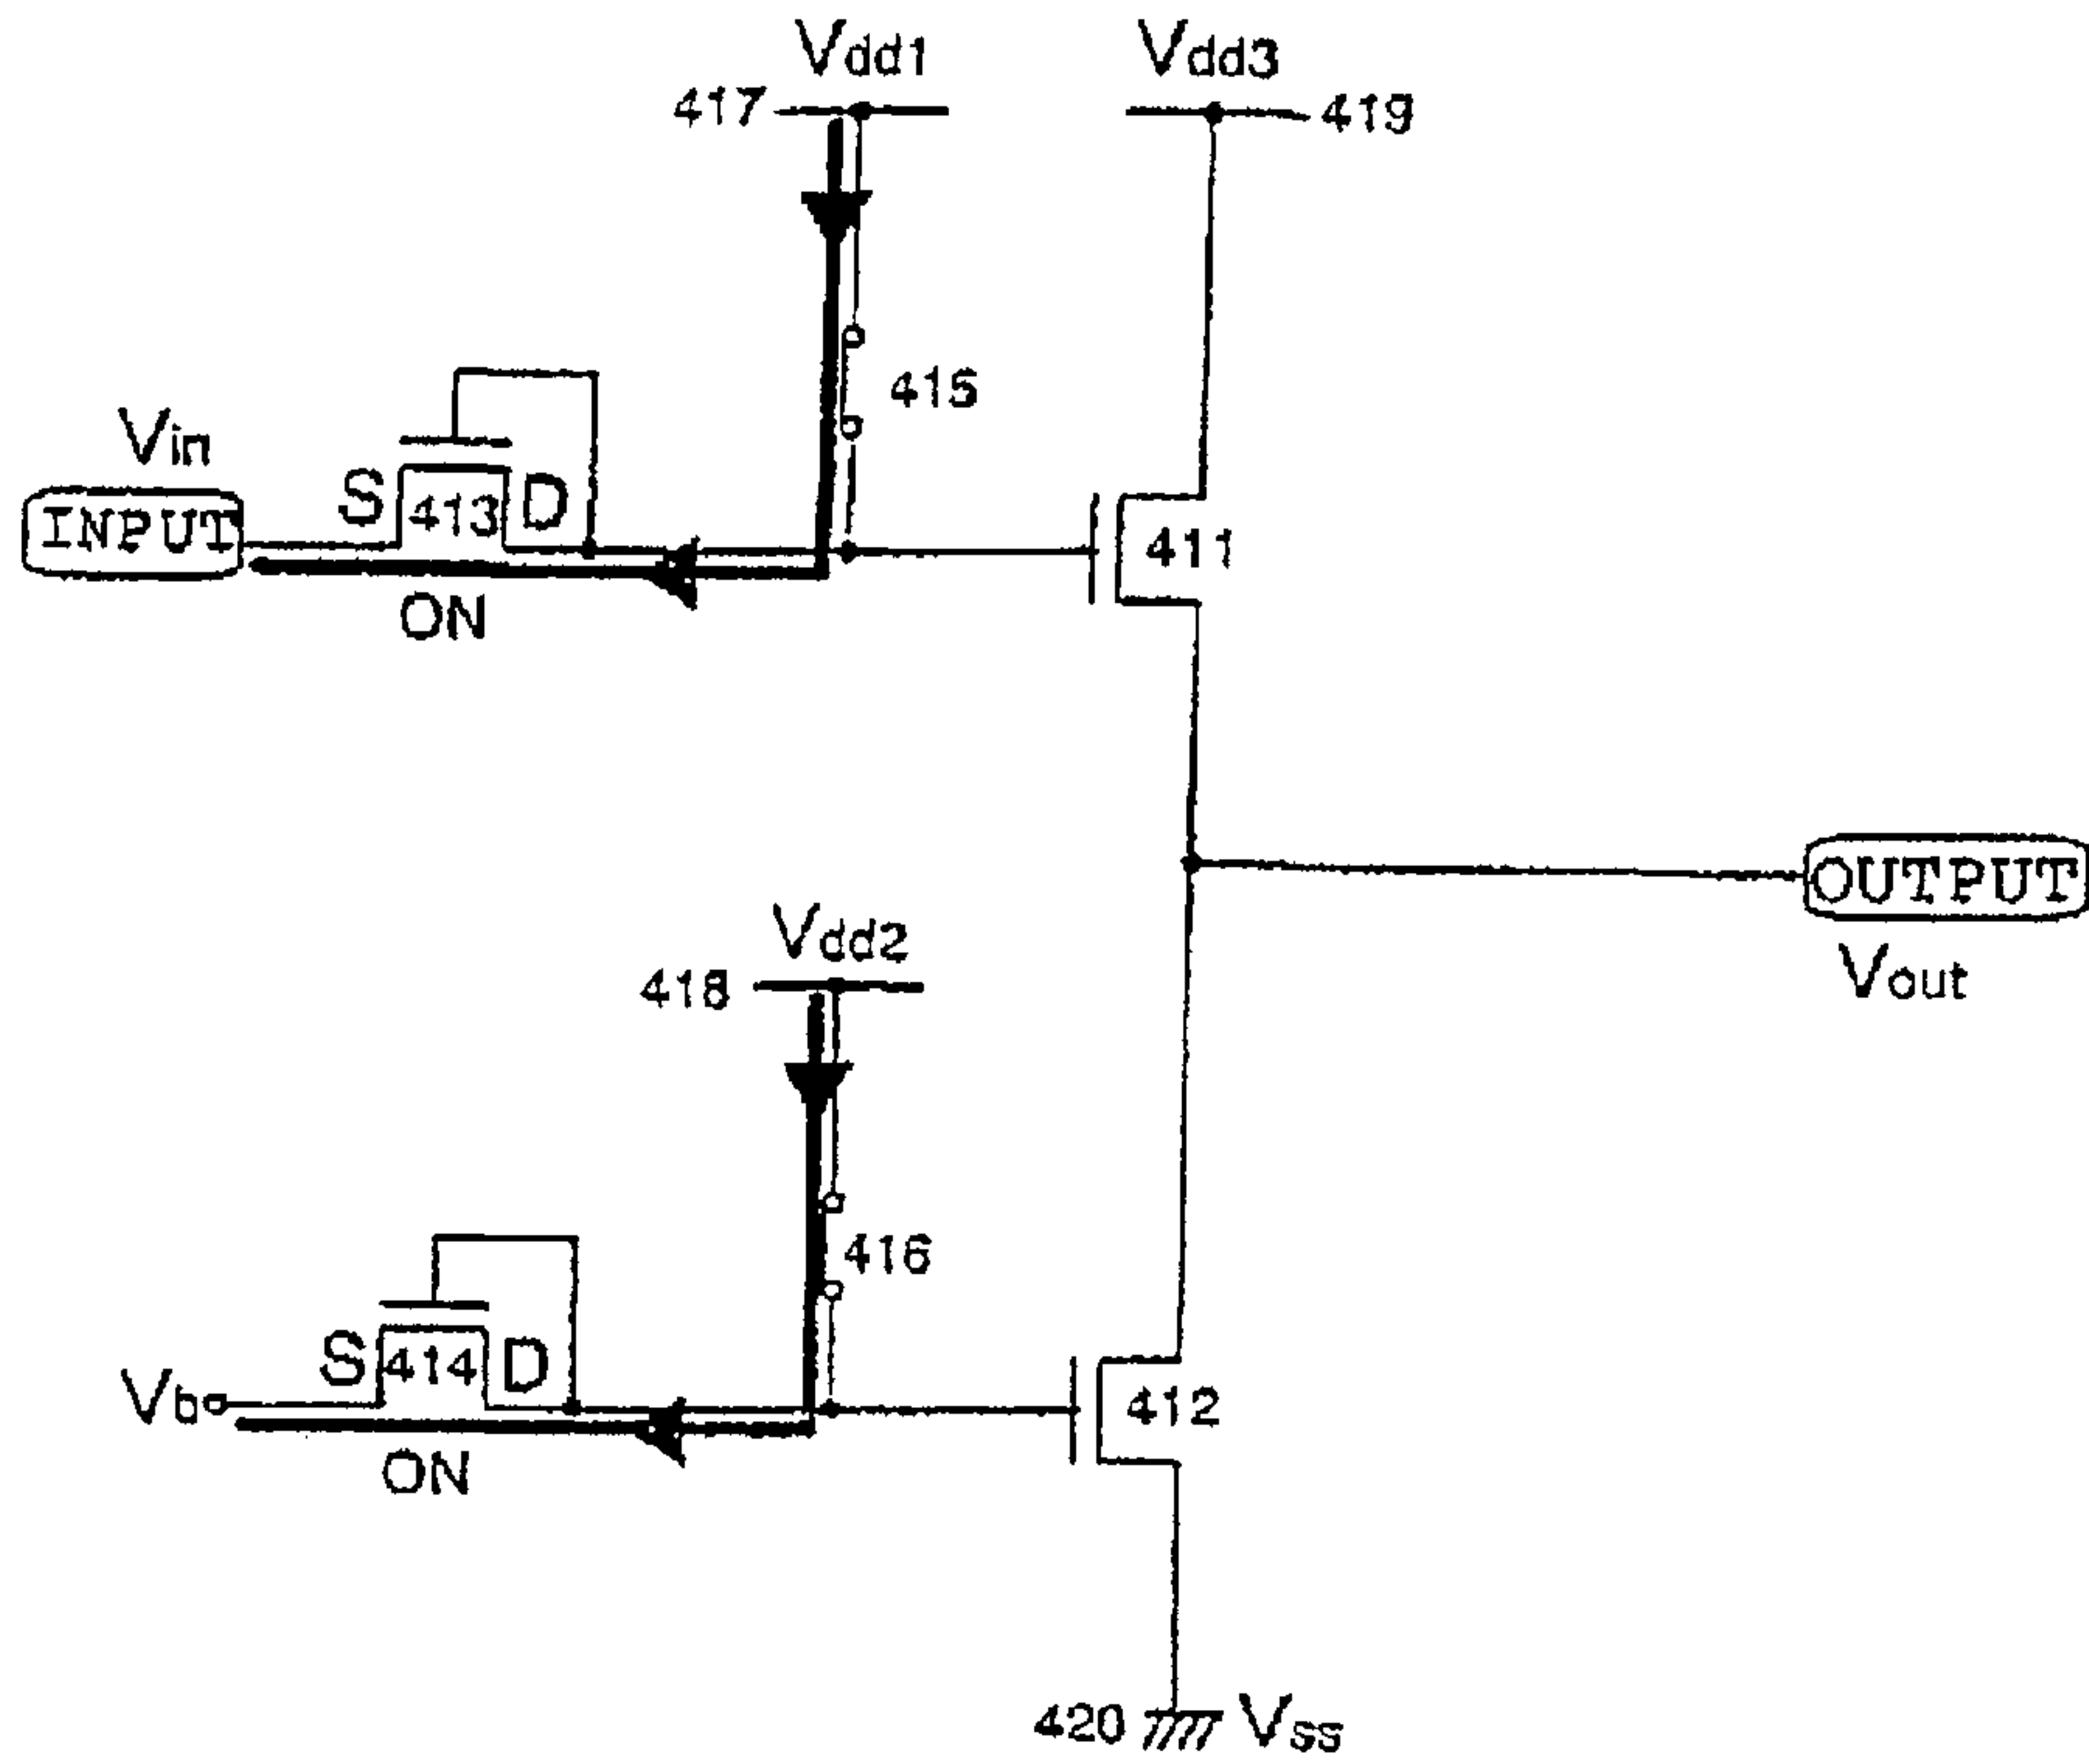 Vdd1
Vdd3
417
419
415
Vin
S
413
D
INPUT
411
ON
OUTPUT
Vdd2
418
Vout
416
S
414
D
Vb
412
ON
420
Vss